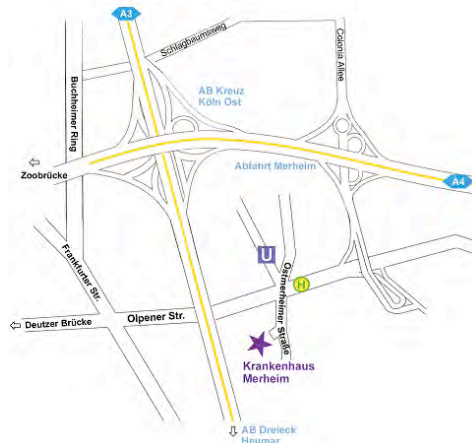 A3
Schlagbaumsweg
Colonia Allee
Buchheimer Ring
AB Kreuz
Köln Ost
Abfahrt Merheim
Zoobrücke
A4
Frankfurter Str.
U
Ostmerheimer Straße
H
Olpener Str.
Deutzer Brücke
Krankenhaus
Merheim
AB Dreieck
Heumar